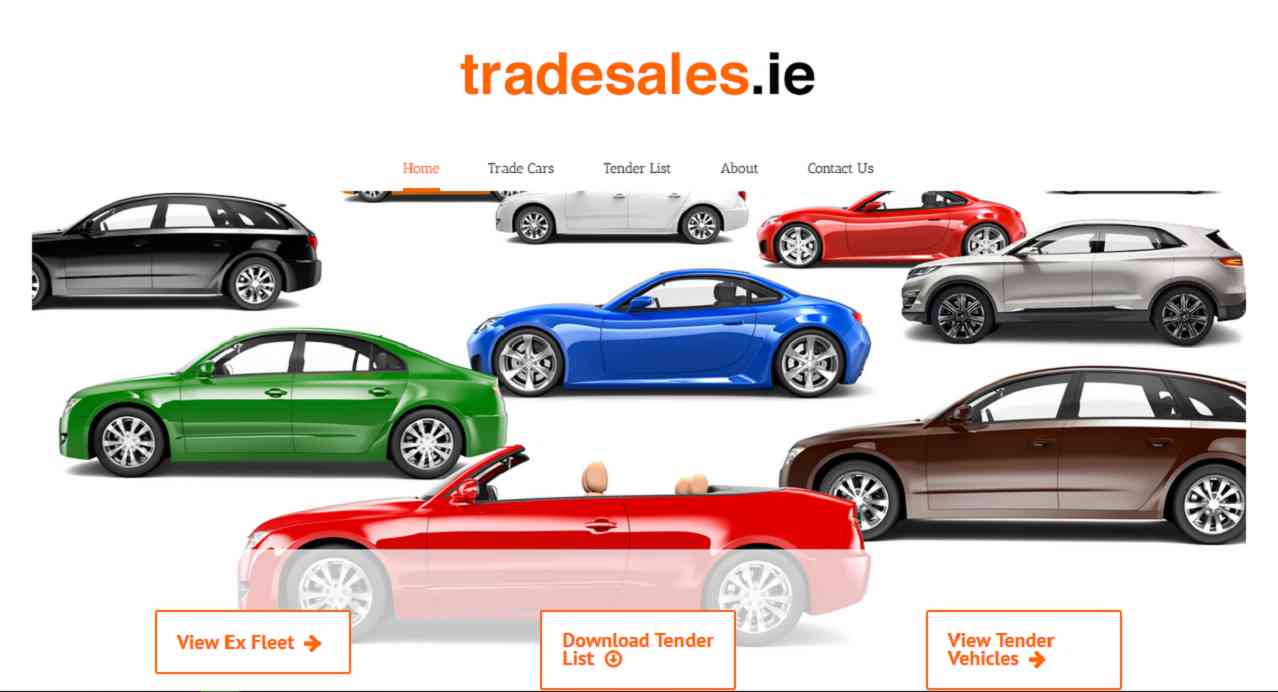 tradesales.ie
Home Trade Cars Tender List About Contact Us
View Ex Fleet
Download Tender
List
View Tender
Vehicles